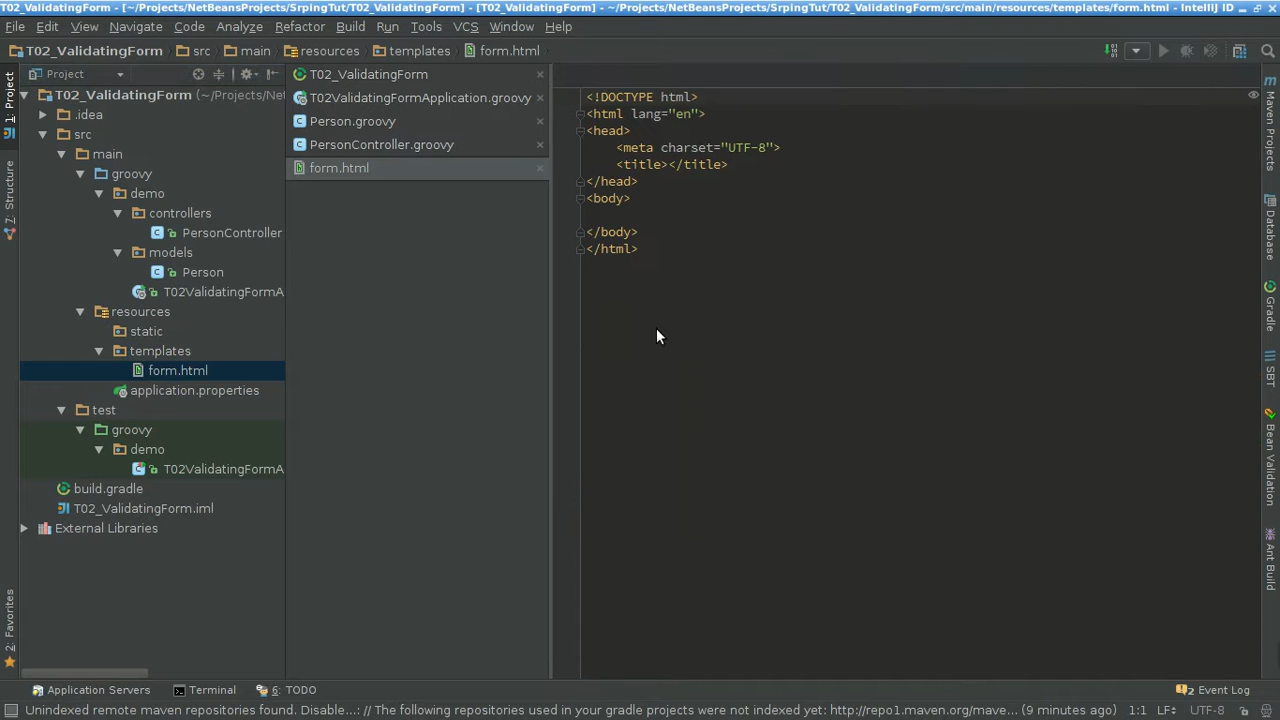 T02_ValidatingForm - [~/Projects/NetBeansProjects/SrpingTut/T02_ValidatingForm] - [T02_ValidatingForm] - ~/Projects/NetBeansProjects/SrpingTut/T02_ValidatingForm/src/main/resources/templates/form.html - IntelliJ ID
File Edit View Navigate Code Analyze Refactor Build Run Tools VCS Window Help
T02_ValidatingForm src main resources templates form.html
Project
T02_ValidatingForm (~/Projects/Net
.idea
src
main
groovy
demo
controllers
PersonController
models
Person
T02ValidatingFormA
resources
static
templates
form.html
application.properties
test
groovy
demo
T02ValidatingFormA
build.gradle
T02_ValidatingForm.iml
External Libraries
T02_ValidatingForm
T02ValidatingFormApplication.groovy
Person.groovy
PersonController.groovy
form.html
<!DOCTYPE html>
<html lang="en">
<head>
<meta charset="UTF-8">
<title></title>
</head>
<body>
</body>
</html>
1: Project
7: Structure
2: Favorites
Maven Projects
Database
Gradle
SBT
Bean Validation
Ant Build
Application Servers Terminal 6: TODO 2 Event Log
Unindexed remote maven repositories found. Disable...: // The following repositories used in your gradle projects were not indexed yet: http://repo1.maven.org/mave... (9 minutes ago) 1:1 LF UTF-8